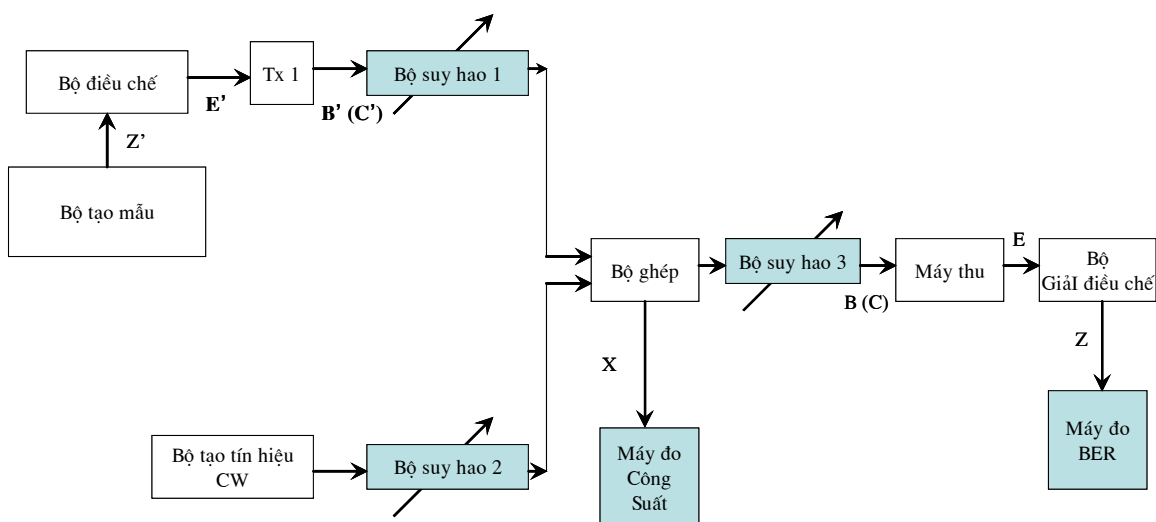 Bộ điều chế
E’
Tx 1
B’ (C’)
Bộ suy hao 1
Z’
Bộ tạo mẫu
Bộ ghép
Bộ suy hao 3
B (C)
Máy thu
E
Bộ
GiảI điều chế
X
Z
Bộ tạo tín hiệu
CW
Bộ suy hao 2
Máy đo
Công
Suất
Máy đo
BER